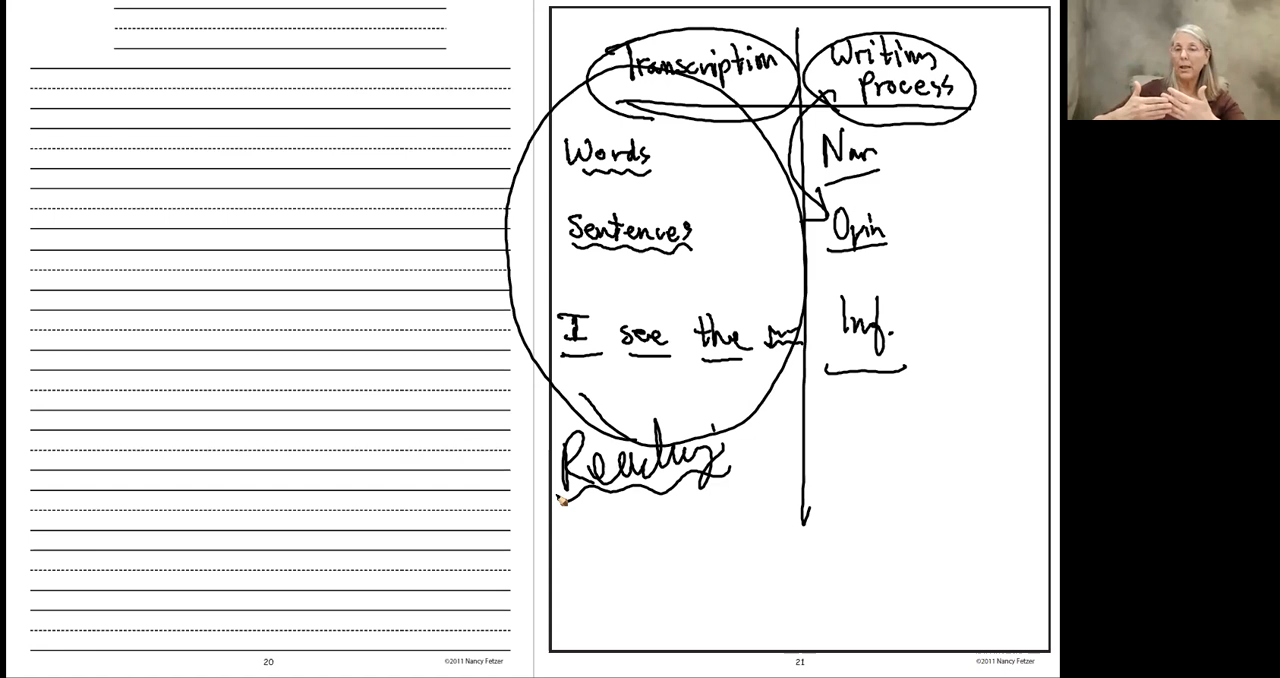 Transcription
Writing
Process
Words
Nar
Sentences
Opin
I see the
Inf.
Reading
20
©2011 Nancy Fetzer
21
©2011 Nancy Fetzer